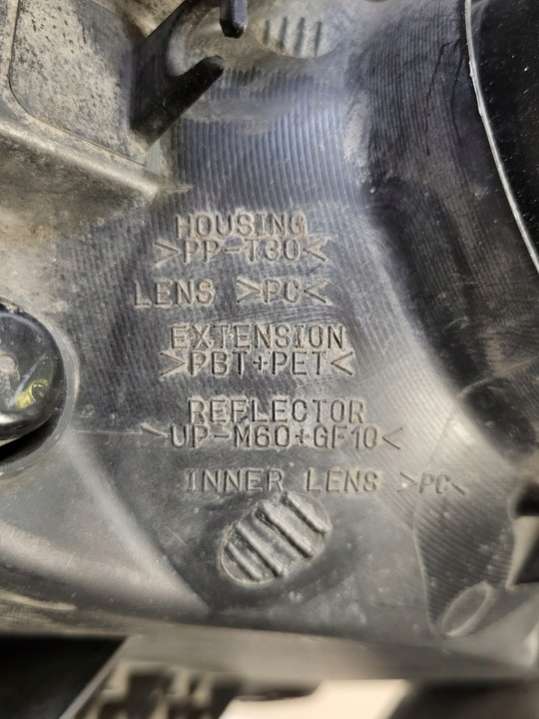 HOUSING
>PP-T30<
LENS >PC<
EXTENSION
>PBT+PET<
REFLECTOR
>UP-M60+GF10<
INNER LENS >PC<